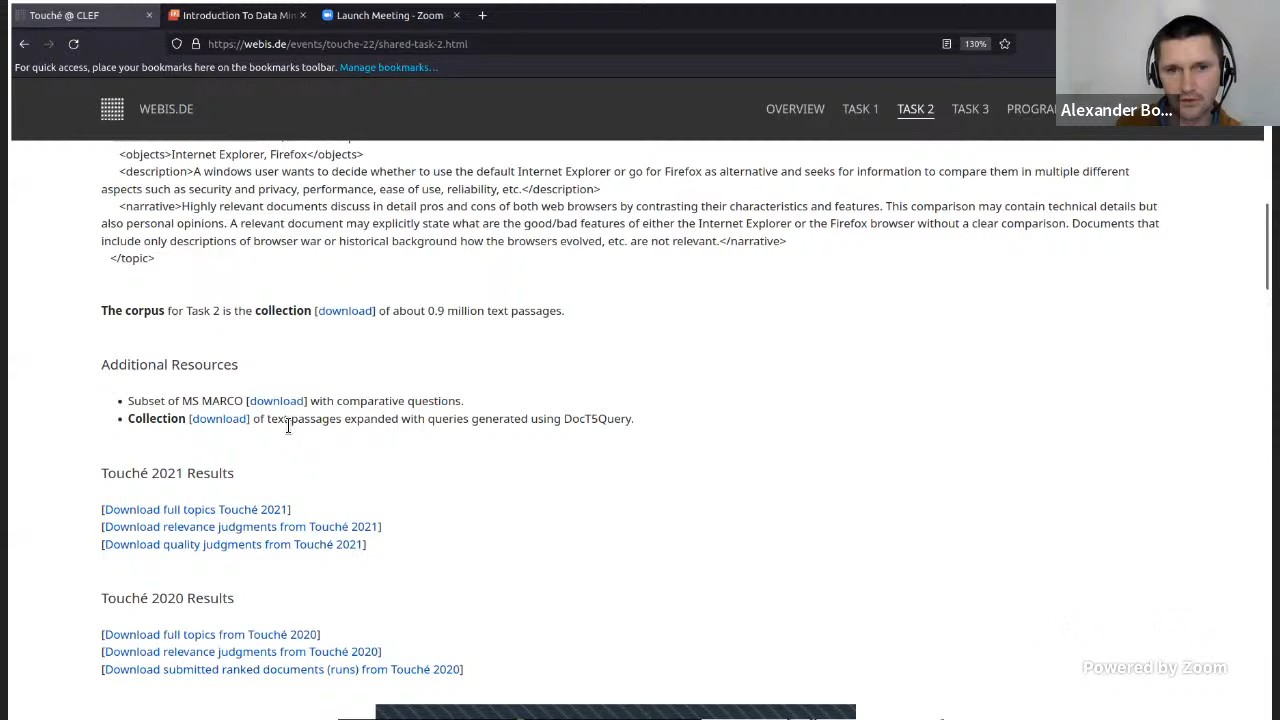 Touché @ CLEF
Introduction To Data Min
Launch Meeting - Zoom
https://webis.de/events/touche-22/shared-task-2.html
130%
For quick access, place your bookmarks here on the bookmarks toolbar. Manage bookmarks…
WEBIS.DE
OVERVIEW TASK 1 TASK 2 TASK 3 PROGRA
Alexander Bo...
<objects>Internet Explorer, Firefox</objects>
<description>A windows user wants to decide whether to use the default Internet Explorer or go for Firefox as alternative and seeks for information to compare them in multiple different
aspects such as security and privacy, performance, ease of use, reliability, etc.</description>
<narrative>Highly relevant documents discuss in detail pros and cons of both web browsers by contrasting their characteristics and features. This comparison may contain technical details but
also personal opinions. A relevant document may explicitly state what are the good/bad features of either the Internet Explorer or the Firefox browser without a clear comparison. Documents that
include only descriptions of browser war or historical background how the browsers evolved, etc. are not relevant.</narrative>
</topic>
The corpus for Task 2 is the collection [download] of about 0.9 million text passages.
Additional Resources
• Subset of MS MARCO [download] with comparative questions.
• Collection [download] of text passages expanded with queries generated using DocT5Query.
Touché 2021 Results
[Download full topics Touché 2021]
[Download relevance judgments from Touché 2021]
[Download quality judgments from Touché 2021]
Touché 2020 Results
[Download full topics from Touché 2020]
[Download relevance judgments from Touché 2020]
[Download submitted ranked documents (runs) from Touché 2020]
Powered by Zoom